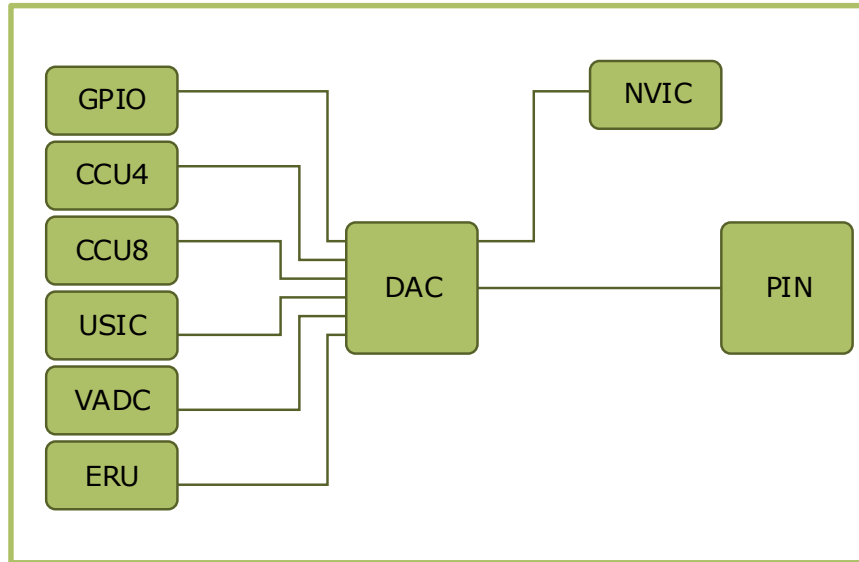 GPIO
CCU4
CCU8
USIC
VADC
ERU
DAC
NVIC
PIN